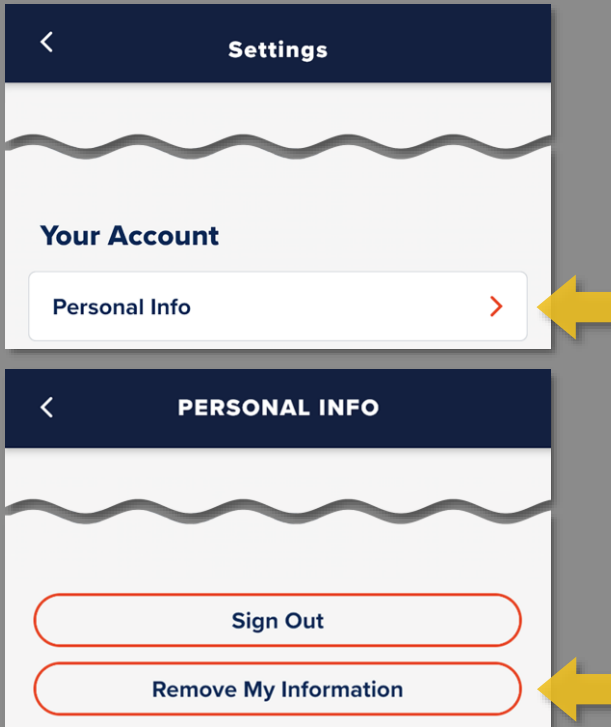 Settings
Your Account
Personal Info
PERSONAL INFO
Sign Out
Remove My Information